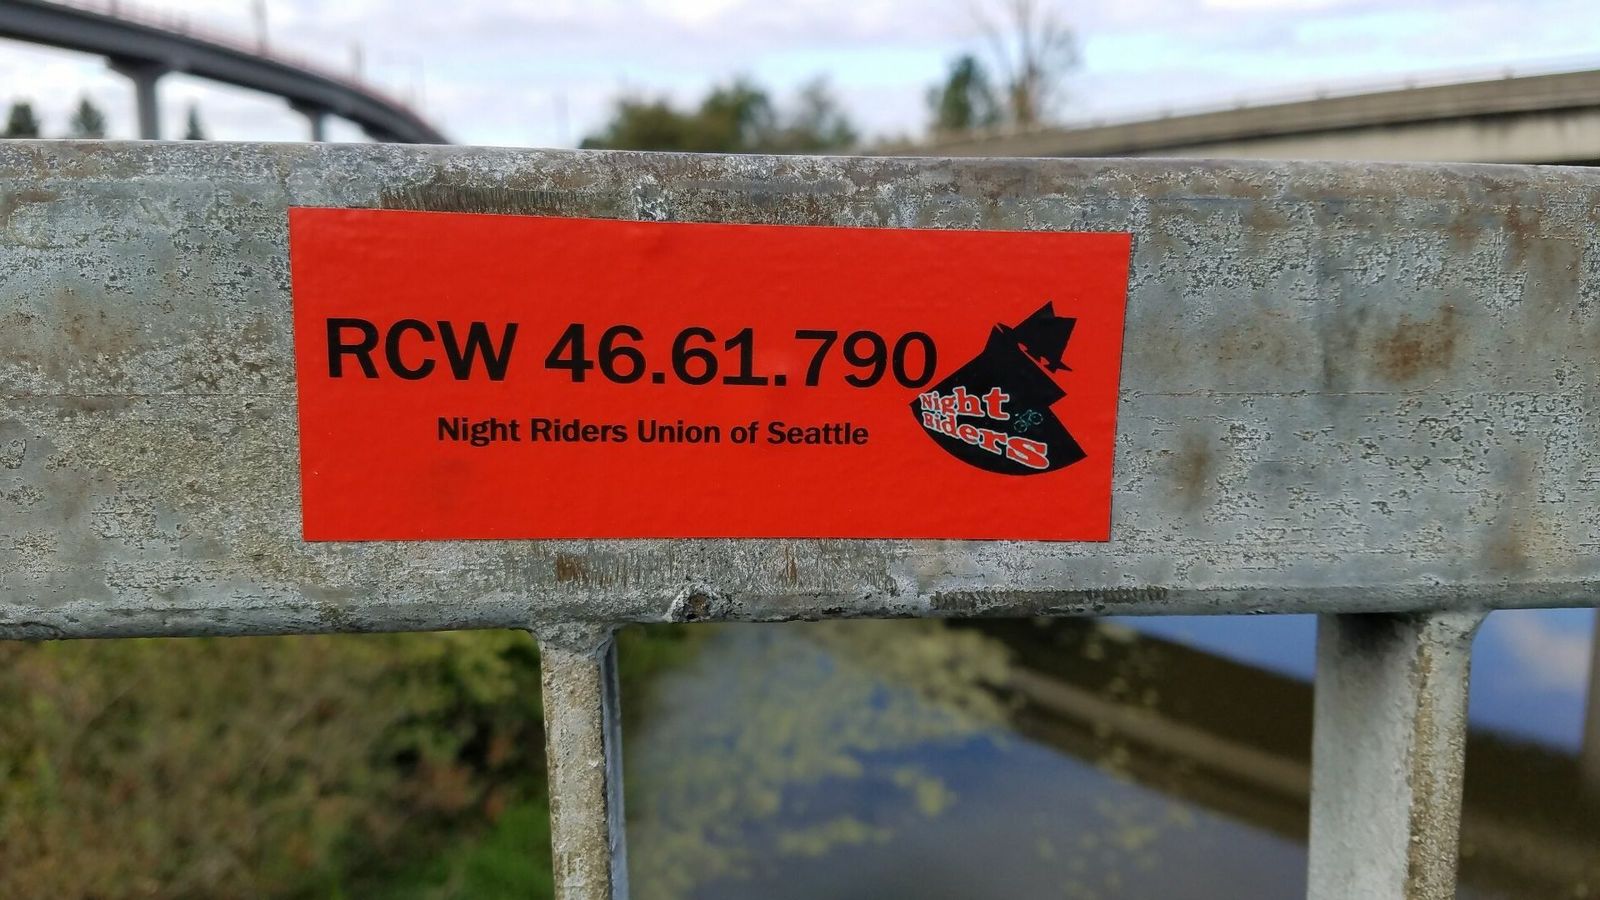 RCW 46.61.790
Night Riders Union of Seattle
Night
Riders